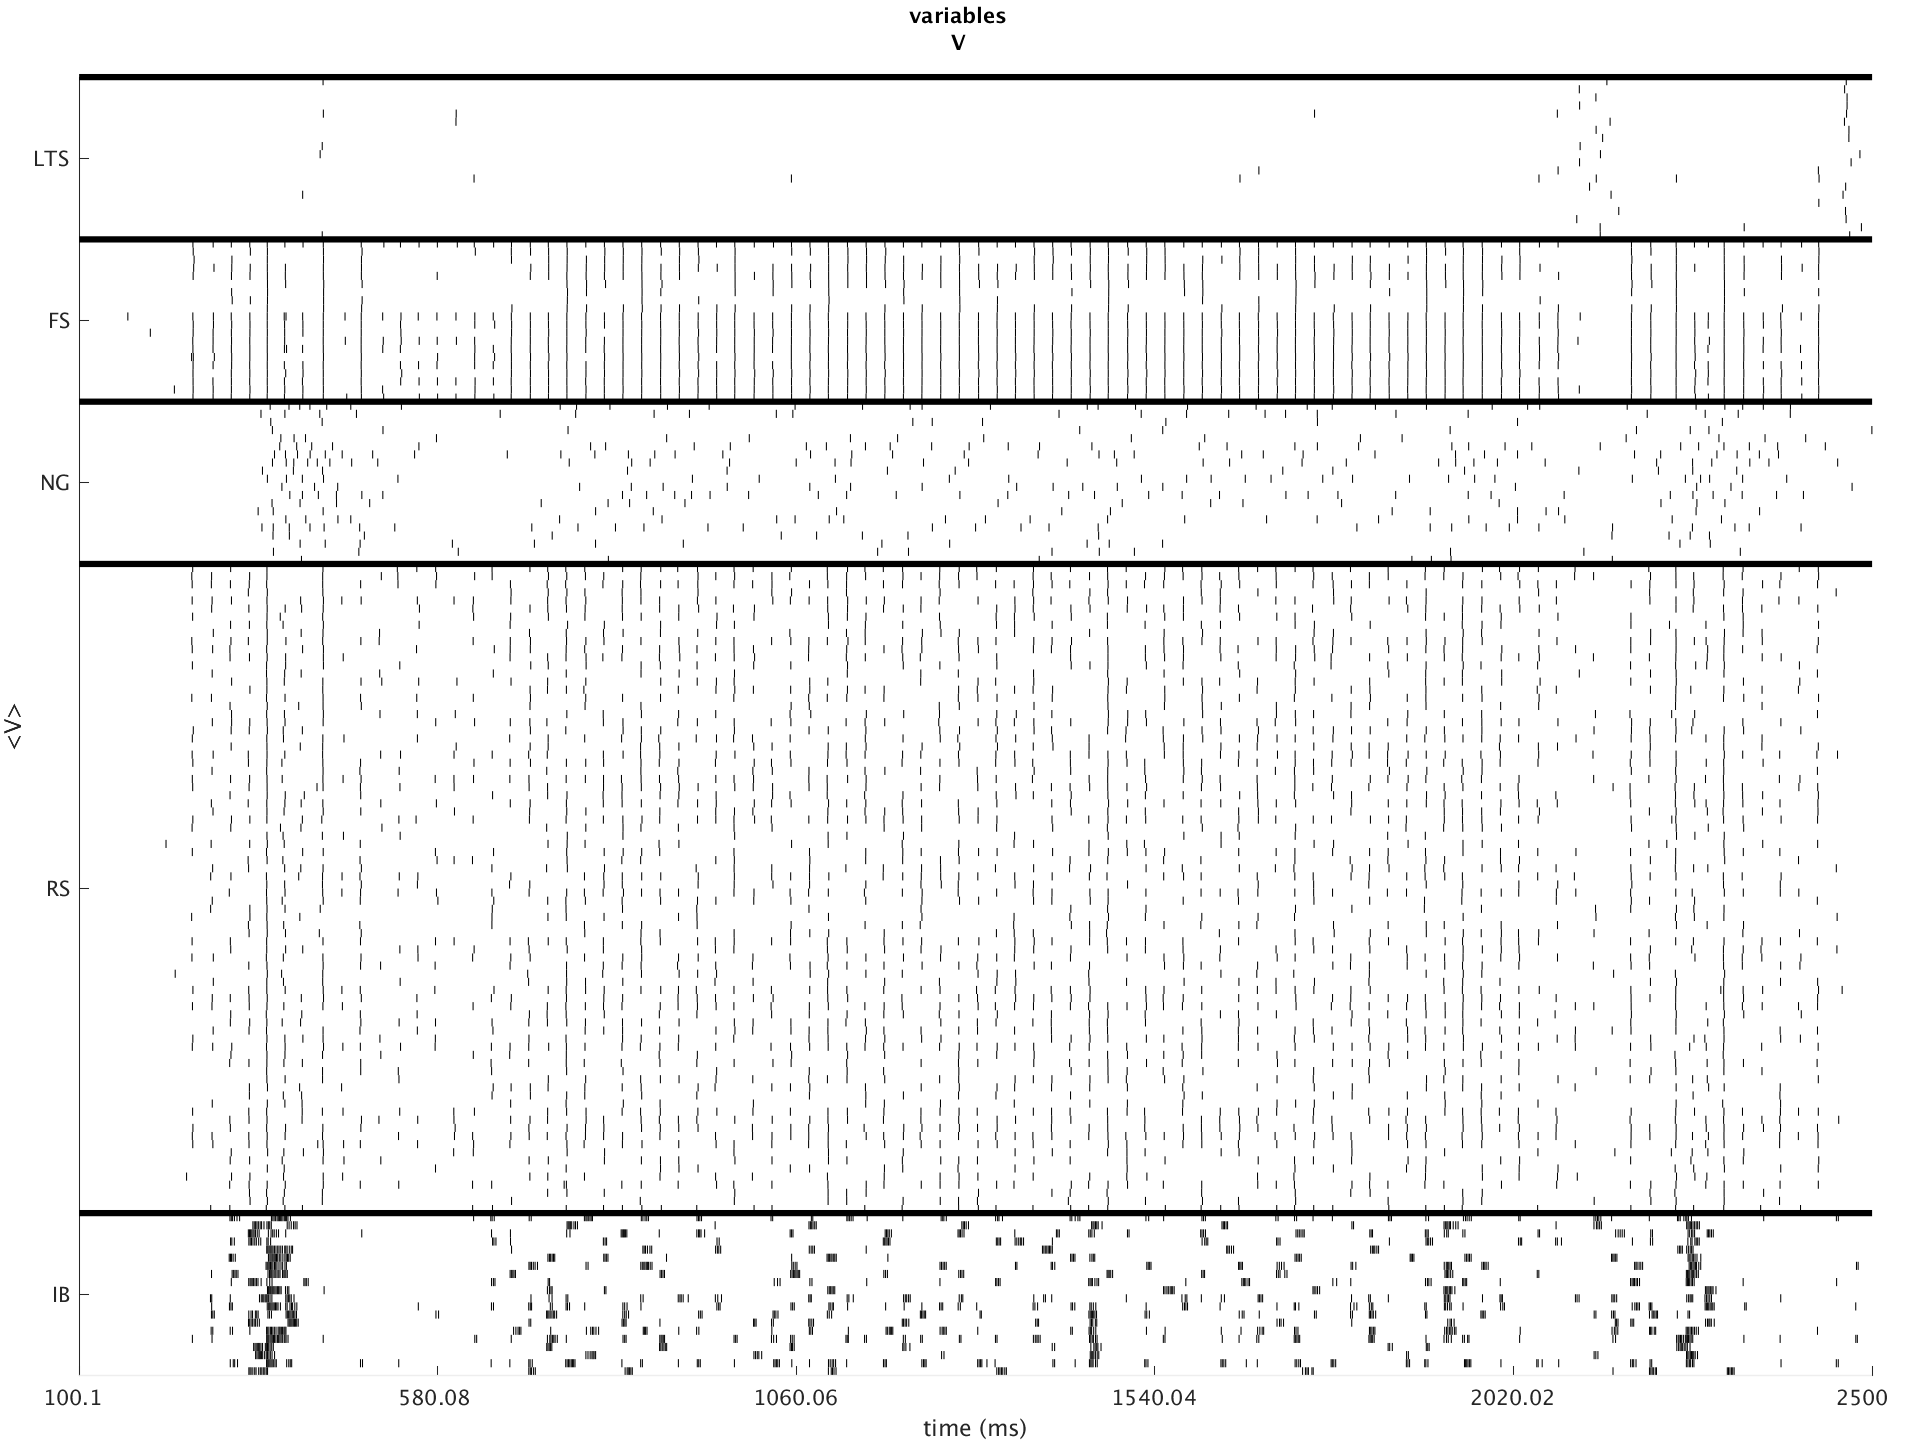 variables
V
LTS
FS
NG
<V>
RS
IB
100.1
580.08
1060.06
1540.04
2020.02
2500
time (ms)